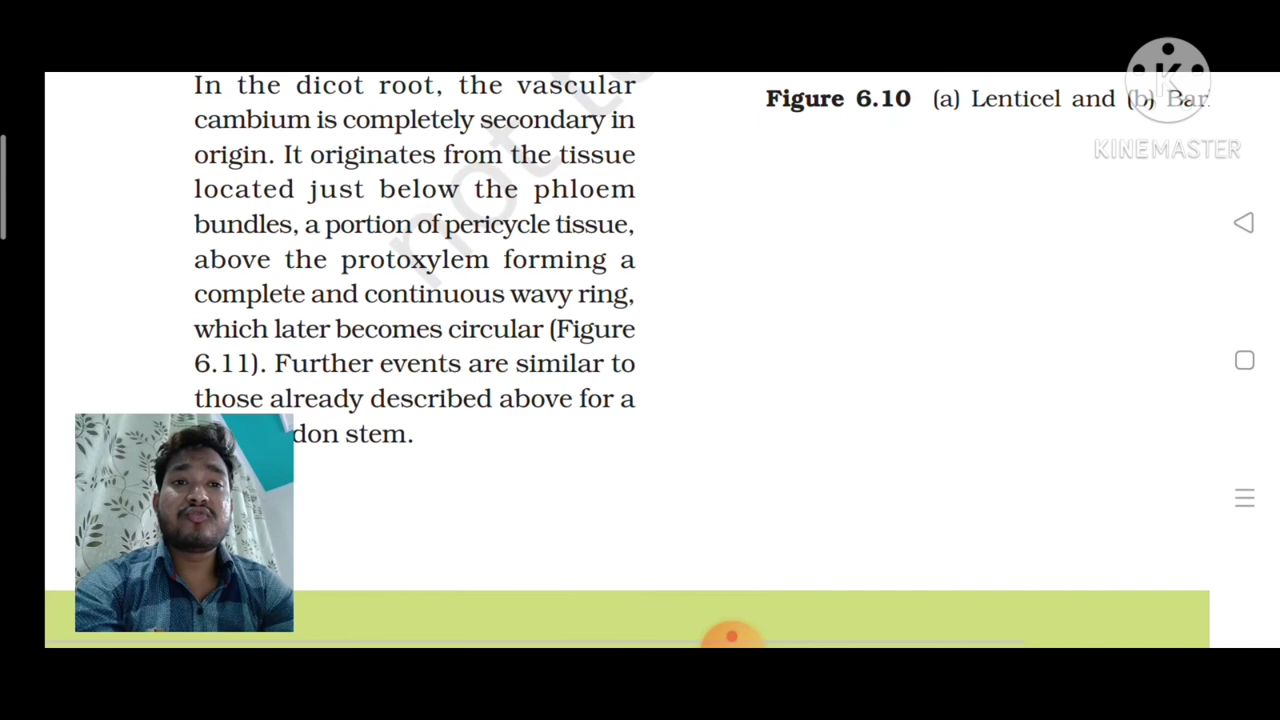 In the dicot root, the vascular
cambium is completely secondary in
origin. It originates from the tissue
located just below the phloem
bundles, a portion of pericycle tissue,
above the protoxylem forming a
complete and continuous wavy ring,
which later becomes circular (Figure
6.11). Further events are similar to
those already described above for a
don stem.
Figure 6.10 (a) Lenticel and (b) Bar
K
KINEMASTER
not